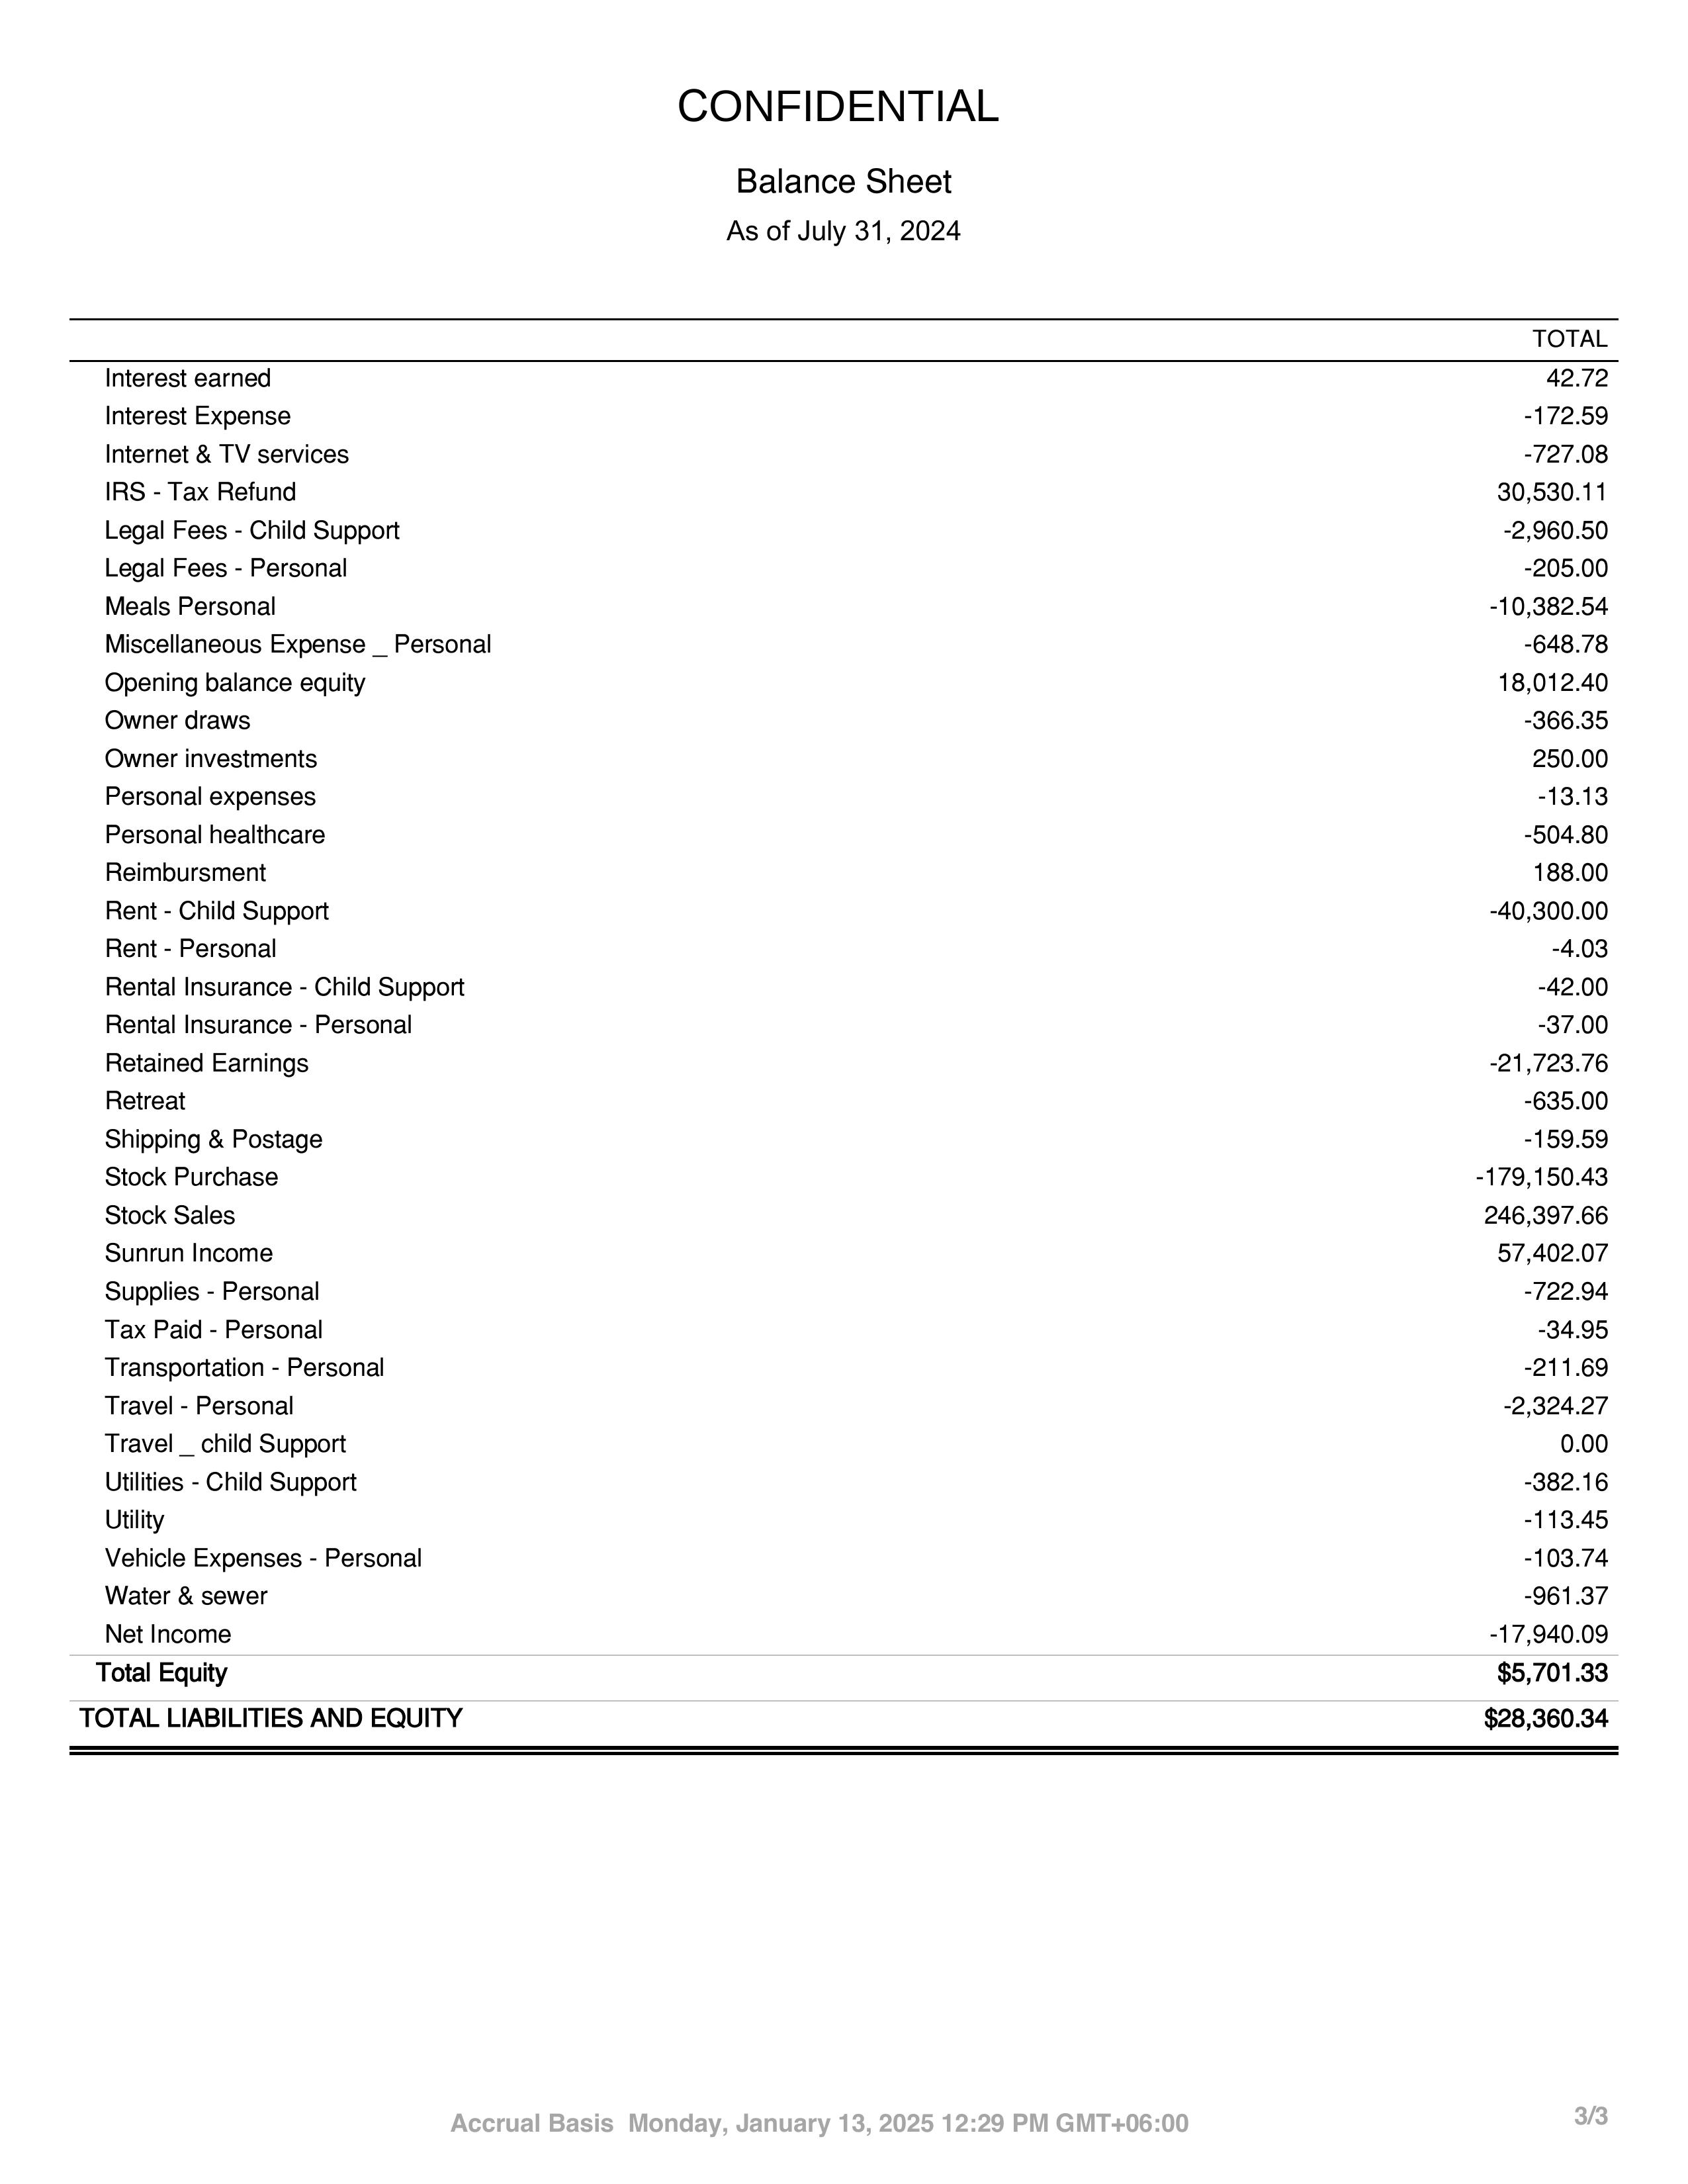 CONFIDENTIAL
Balance Sheet
As of July 31, 2024
TOTAL
Interest earned 42.72
Interest Expense -172.59
Internet & TV services -727.08
IRS - Tax Refund 30,530.11
Legal Fees - Child Support -2,960.50
Legal Fees - Personal -205.00
Meals Personal -10,382.54
Miscellaneous Expense _ Personal -648.78
Opening balance equity 18,012.40
Owner draws -366.35
Owner investments 250.00
Personal expenses -13.13
Personal healthcare -504.80
Reimbursment 188.00
Rent - Child Support -40,300.00
Rent - Personal -4.03
Rental Insurance - Child Support -42.00
Rental Insurance - Personal -37.00
Retained Earnings -21,723.76
Retreat -635.00
Shipping & Postage -159.59
Stock Purchase -179,150.43
Stock Sales 246,397.66
Sunrun Income 57,402.07
Supplies - Personal -722.94
Tax Paid - Personal -34.95
Transportation - Personal -211.69
Travel - Personal -2,324.27
Travel _ child Support 0.00
Utilities - Child Support -382.16
Utility -113.45
Vehicle Expenses - Personal -103.74
Water & sewer -961.37
Net Income -17,940.09
Total Equity $5,701.33
TOTAL LIABILITIES AND EQUITY $28,360.34
Accrual Basis Monday, January 13, 2025 12:29 PM GMT+06:00 3/3